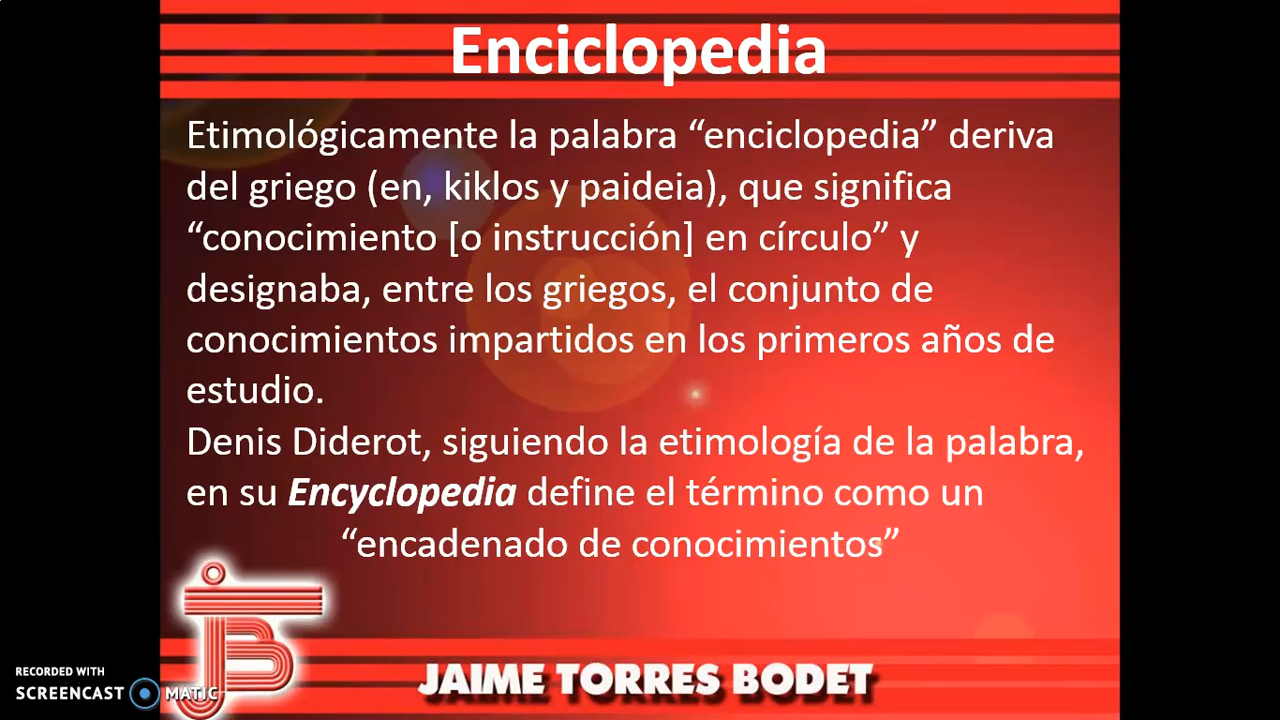 Enciclopedia
Etimológicamente la palabra “enciclopedia” deriva
del griego (en, kiklos y paideia), que significa
“conocimiento [o instrucción] en círculo” y
designaba, entre los griegos, el conjunto de
conocimientos impartidos en los primeros años de
estudio.
Denis Diderot, siguiendo la etimología de la palabra,
en su Encyclopedia define el término como un
“encadenado de conocimientos”
JTB
JAIME TORRES BODET
RECORDED WITH
SCREENCAST MATIC